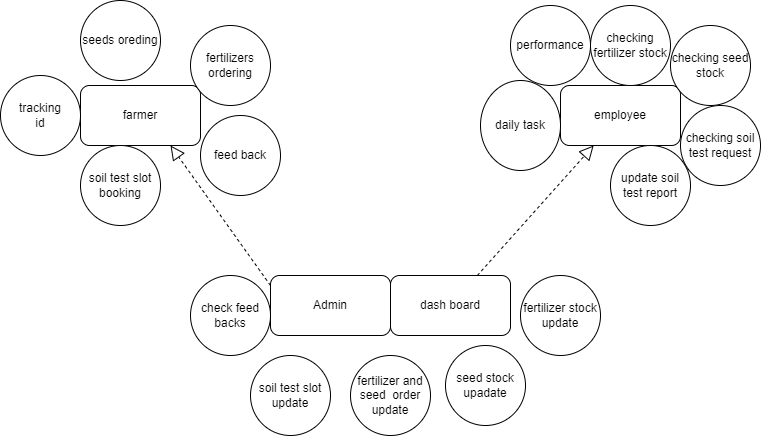 seeds oreding
fertilizers
ordering
tracking
id
farmer
feed back
soil test slot
booking
performance
checking
fertilizer stock
checking seed
stock
daily task
employee
checking soil
test request
update soil
test report
check feed
backs
Admin
dash board
fertilizer stock
update
soil test slot
update
fertilizer and
seed order
update
seed stock
upadate